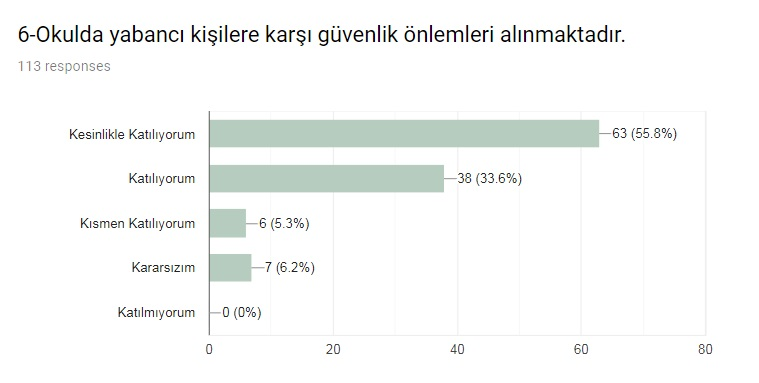 6-Okulda yabancı kişilere karşı güvenlik önlemleri alınmaktadır.
113 responses
Kesinlikle Katılıyorum 63 (55.8%)
Katılıyorum 38 (33.6%)
Kısmen Katılıyorum 6 (5.3%)
Kararsızım 7 (6.2%)
Katılmıyorum 0 (0%)
0 20 40 60 80